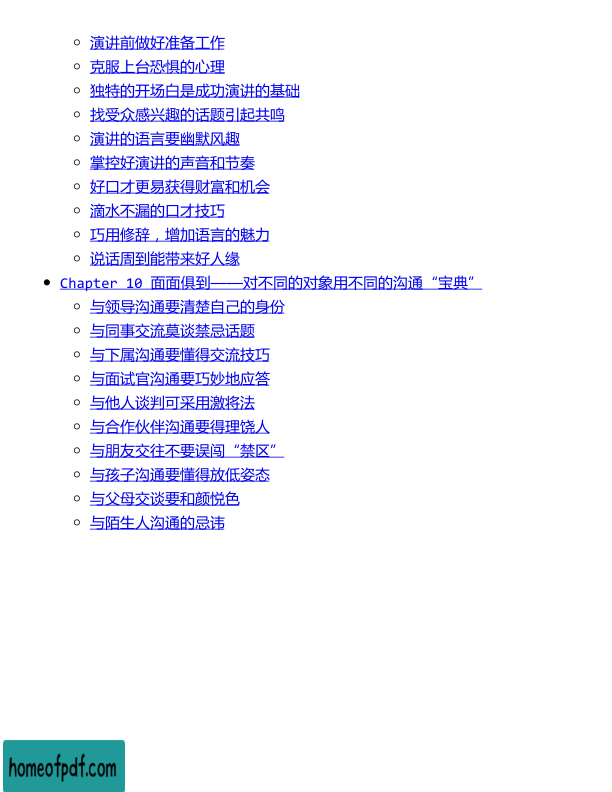 演讲前做好准备工作
克服上台恐惧的心理
独特的开场白是成功演讲的基础
找受众感兴趣的话题引起共鸣
演讲的语言要幽默风趣
掌控好演讲的声音和节奏
好口才更易获得财富和机会
滴水不漏的口才技巧
巧用修辞，增加语言的魅力
说话周到能带来好人缘
Chapter 10 面面俱到——对不同的对象用不同的沟通“宝典”
与领导沟通要清楚自己的身份
与同事交流莫谈禁忌话题
与下属沟通要懂得交流技巧
与面试官沟通要巧妙地应答
与他人谈判可采用激将法
与合作伙伴沟通要得理饶人
与朋友交往不要误闯“禁区”
与孩子沟通要懂得放低姿态
与父母交谈要和颜悦色
与陌生人沟通的忌讳
homeofpdf.com